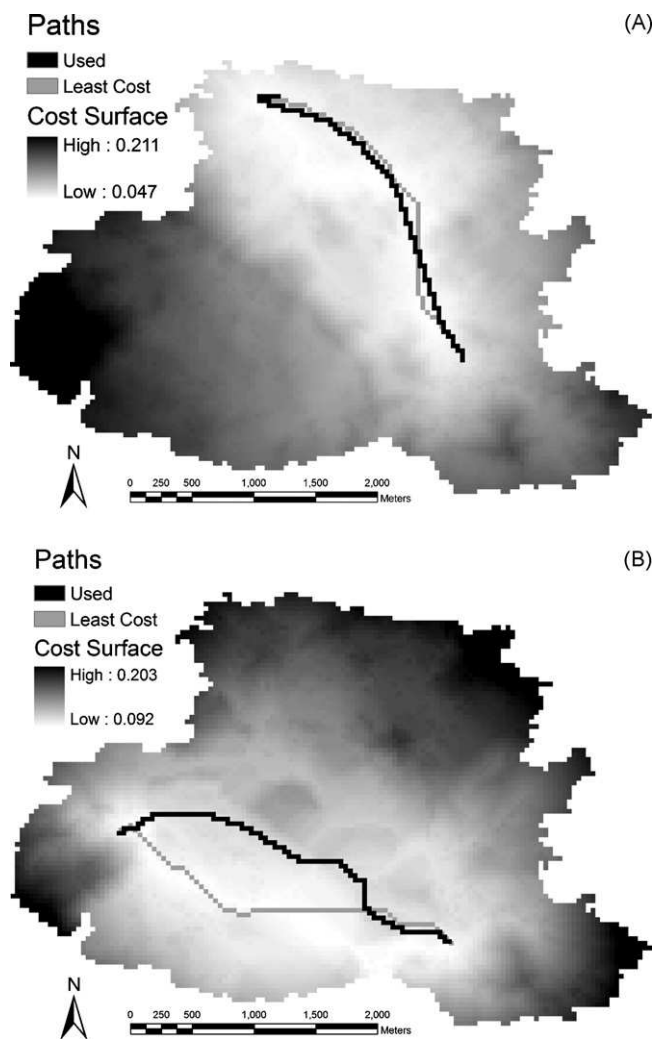 Paths
(A)
Used
Least Cost
Cost Surface
High : 0.211
Low : 0.047
N
0 250 500 1,000 1,500 2,000
Meters
Paths
(B)
Used
Least Cost
Cost Surface
High : 0.203
Low : 0.092
N
0 250 500 1,000 1,500 2,000
Meters